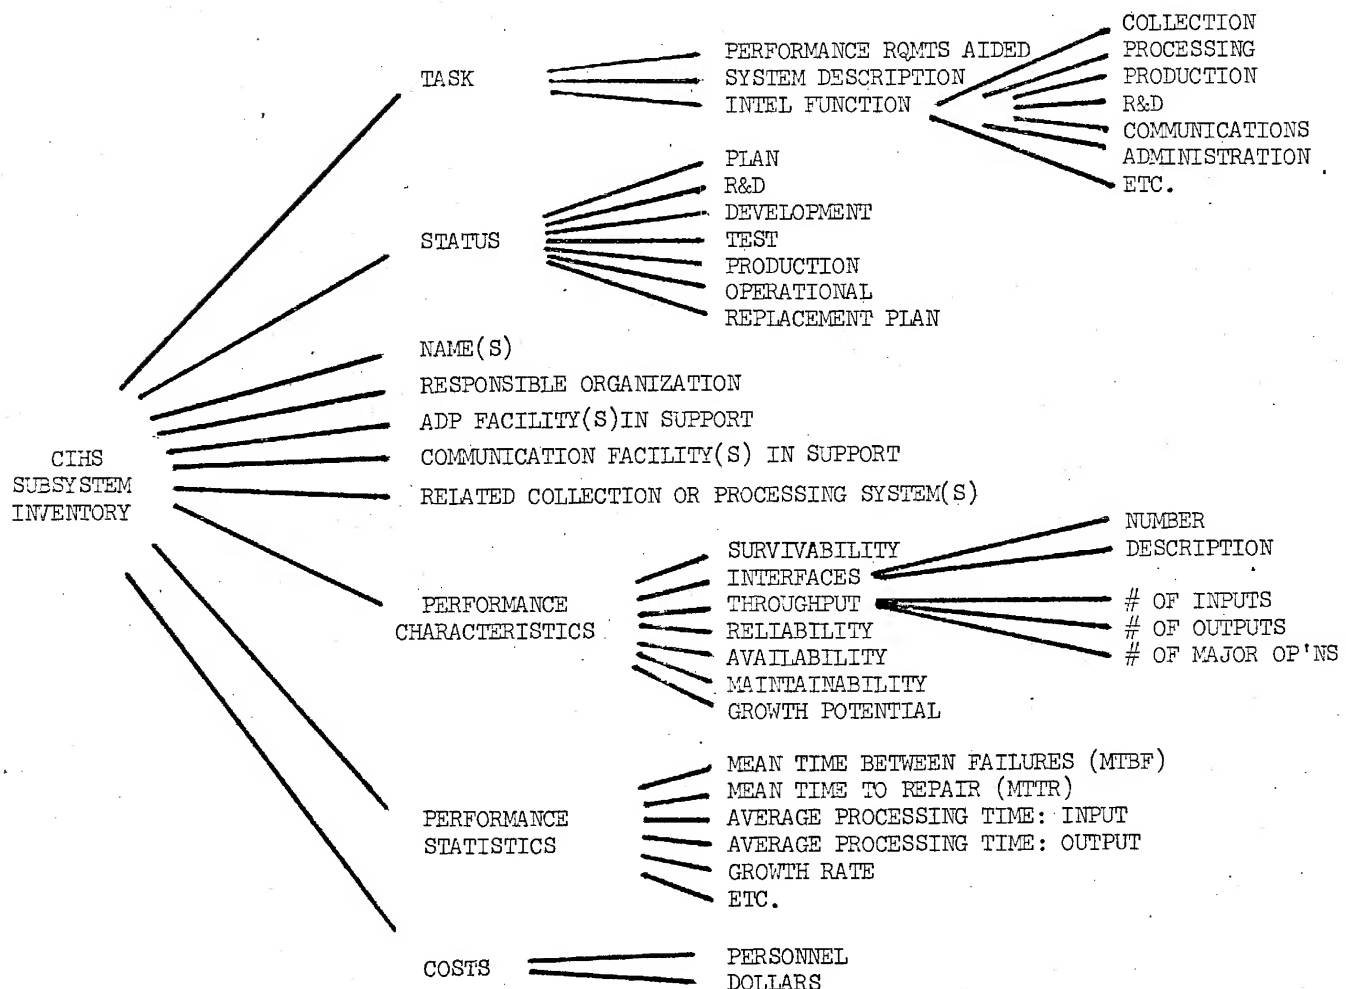 CIHS
SUBSYSTEM
INVENTORY
TASK
PERFORMANCE RQMTS AIDED
SYSTEM DESCRIPTION
INTEL FUNCTION
COLLECTION
PROCESSING
PRODUCTION
R&D
COMMUNICATIONS
ADMINISTRATION
ETC.
STATUS
PLAN
R&D
DEVELOPMENT
TEST
PRODUCTION
OPERATIONAL
REPLACEMENT PLAN
NAME(S)
RESPONSIBLE ORGANIZATION
ADP FACILITY(S)IN SUPPORT
COMMUNICATION FACILITY(S) IN SUPPORT
RELATED COLLECTION OR PROCESSING SYSTEM(S)
PERFORMANCE
CHARACTERISTICS
SURVIVABILITY
INTERFACES
THROUGHPUT
RELIABILITY
AVAILABILITY
MAINTAINABILITY
GROWTH POTENTIAL
NUMBER
DESCRIPTION
# OF INPUTS
# OF OUTPUTS
# OF MAJOR OP'NS
PERFORMANCE
STATISTICS
MEAN TIME BETWEEN FAILURES (MTBF)
MEAN TIME TO REPAIR (MTTR)
AVERAGE PROCESSING TIME: INPUT
AVERAGE PROCESSING TIME: OUTPUT
GROWTH RATE
ETC.
COSTS
PERSONNEL
DOLLARS